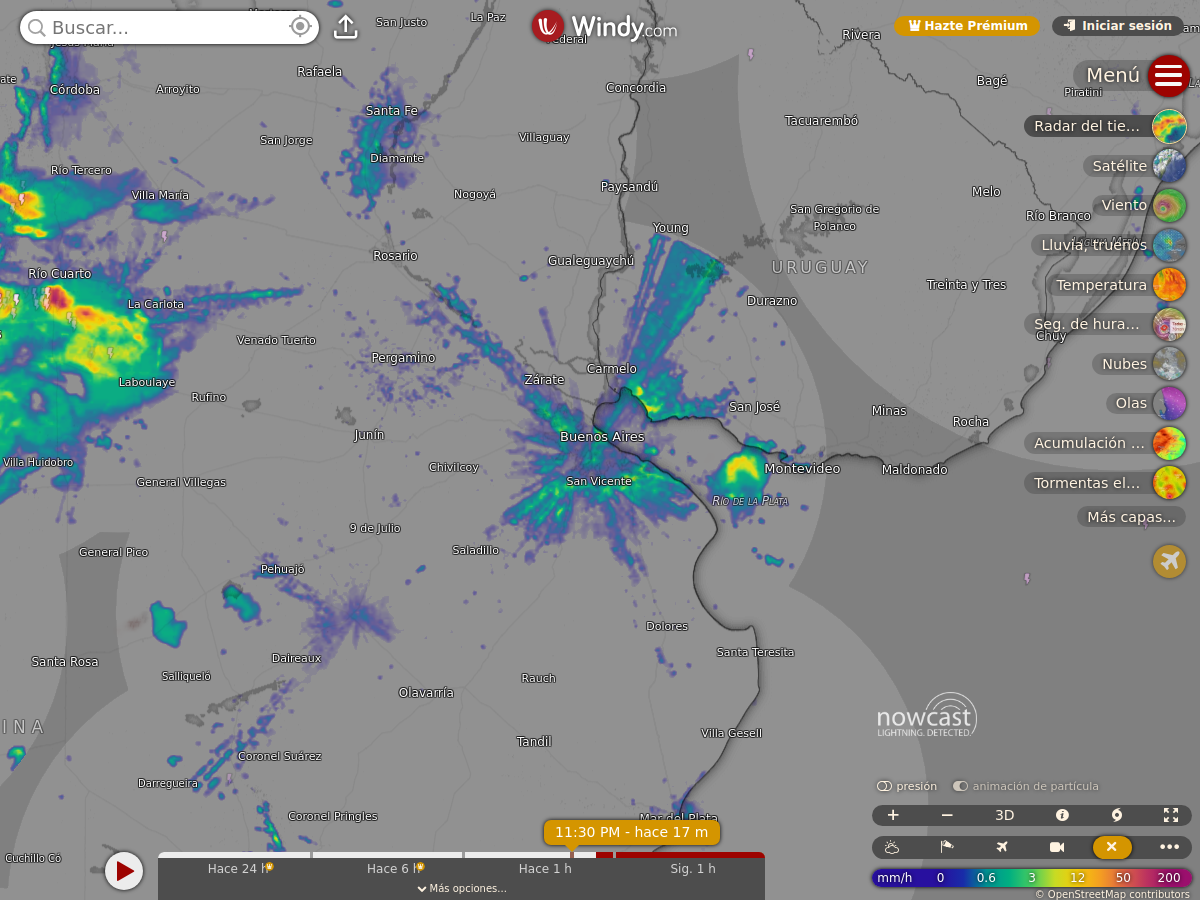 Buscar...
Windy.com
Hazte Prémium
Iniciar sesión
Menú
Radar del tie...
Satélite
Viento
Lluvia, truenos
Temperatura
Seg. de hura...
Nubes
Olas
Acumulación ...
Tormentas el...
Más capas...
San Justo
La Paz
Federal
Rivera
Jesús María
Rafaela
Córdoba
Arroyito
Concordia
Bagé
Piratini
Santa Fe
Tacuarembó
San Jorge
Villaguay
Diamante
Río Tercero
Villa María
Nogoyá
Paysandú
Melo
San Gregorio de
Polanco
Río Branco
Young
Rosario
Gualeguaychú
URUGUAY
Río Cuarto
La Carlota
Durazno
Treinta y Tres
Chuy
Venado Tuerto
Pergamino
Carmelo
Zárate
Laboulaye
Rufino
San José
Minas
Rocha
Junín
Buenos Aires
Villa Huidobro
Chivilcoy
Montevideo
Maldonado
General Villegas
San Vicente
Río de la Plata
9 de Julio
Saladillo
General Pico
Pehuajó
Dolores
Santa Teresita
Santa Rosa
Daireaux
Salliqueló
Rauch
Olavarría
INA
Tandil
Villa Gesell
Coronel Suárez
Darregueira
Coronel Pringles
Mar del Plata
Cuchillo Có
nowcast
LIGHTNING. DETECTED.
presión
animación de partícula
3D
11:30 PM - hace 17 m
Hace 24 h
Hace 6 h
Hace 1 h
Sig. 1 h
Más opciones...
mm/h 0 0.6 3 12 50 200
© OpenStreetMap contributors